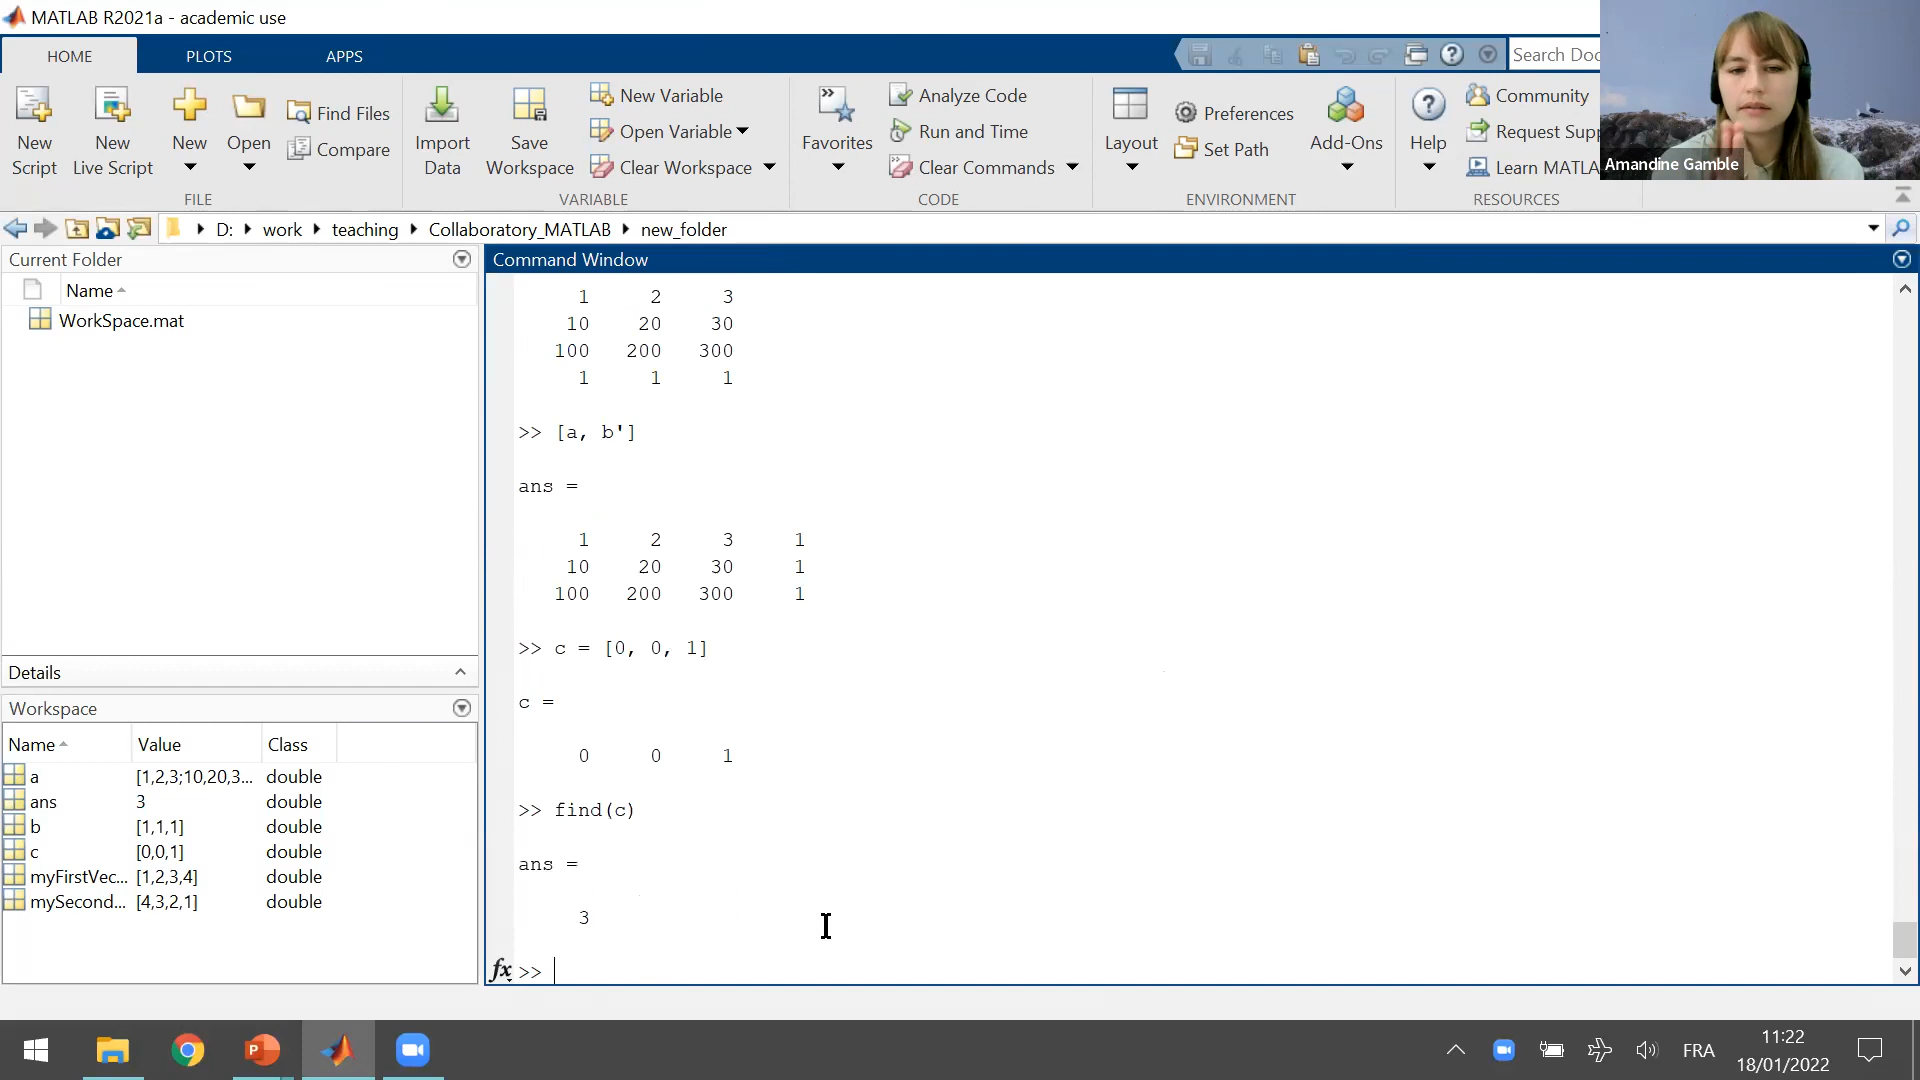 MATLAB R2021a - academic use
HOME PLOTS APPS
Search Doc
New Script
New Live Script
New
Open
Find Files
Compare
FILE
Import Data
Save Workspace
New Variable
Open Variable
Clear Workspace
VARIABLE
Favorites
Analyze Code
Run and Time
Clear Commands
CODE
Layout
Preferences
Set Path
Add-Ons
ENVIRONMENT
Help
Community
Request Supp
Learn MATLA
RESOURCES
Amandine Gamble
D: work teaching Collaboratory_MATLAB new_folder
Current Folder
Name
WorkSpace.mat
Details
Workspace
Name Value Class
a [1,2,3;10,20,3... double
ans 3 double
b [1,1,1] double
c [0,0,1] double
myFirstVec... [1,2,3,4] double
mySecond... [4,3,2,1] double
Command Window
1 2 3
10 20 30
100 200 300
1 1 1
>> [a, b']
ans =
1 2 3 1
10 20 30 1
100 200 300 1
>> c = [0, 0, 1]
c =
0 0 1
>> find(c)
ans =
3
fx >>
FRA
11:22
18/01/2022